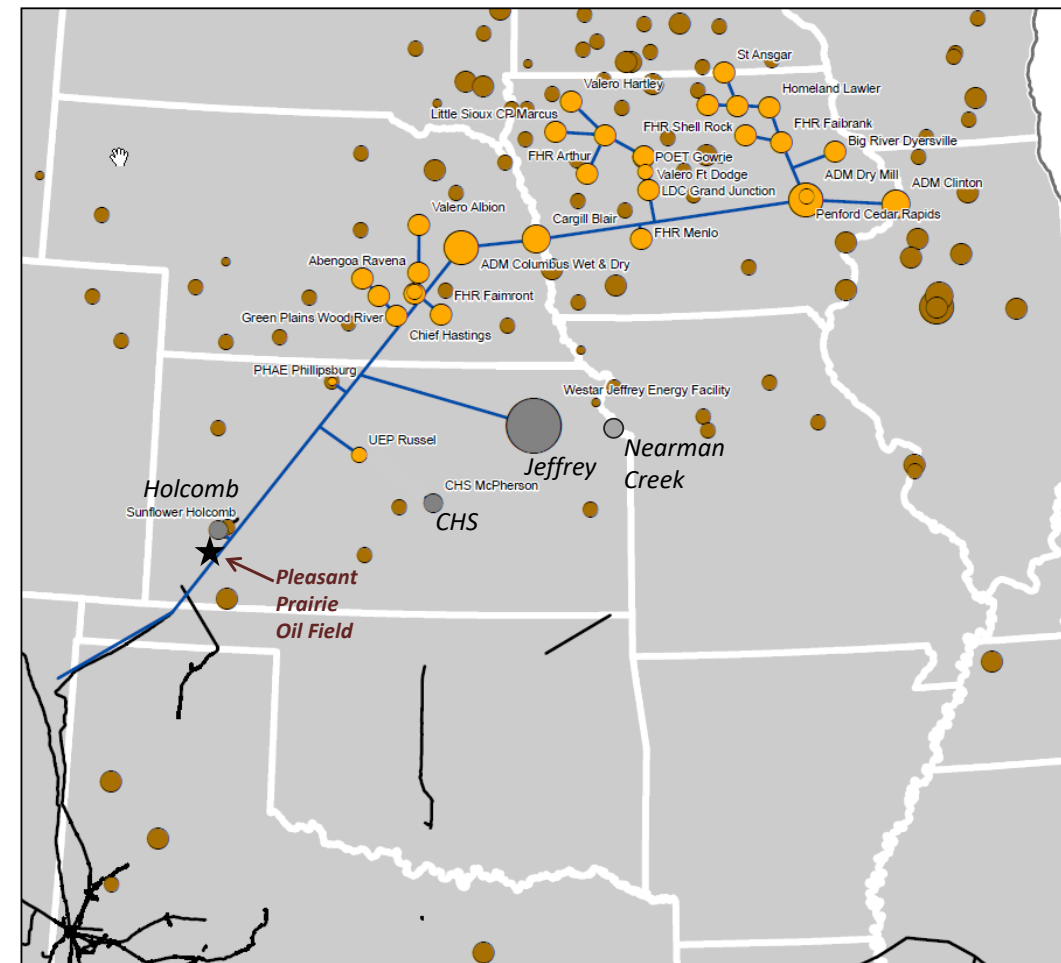 St Ansgar
Valero Hartley
Homeland Lawler
Little Sioux CP Marcus
FHR Shell Rock
FHR Faibrank
Big River Dyersville
FHR Arthur
POET Gowrie
Valero Ft Dodge
ADM Dry Mill
ADM Clinton
LDC Grand Junction
Valero Albion
Cargill Blair
Penford Cedar Rapids
FHR Menlo
Abengoa Ravena
ADM Columbus Wet & Dry
FHR Faimront
Green Plains Wood River
Chief Hastings
PHAE Phillipsburg
Westar Jeffrey Energy Facility
UEP Russel
Jeffrey
Nearman
Creek
Holcomb
CHS McPherson
Sunflower Holcomb
CHS
Pleasant
Prairie
Oil Field